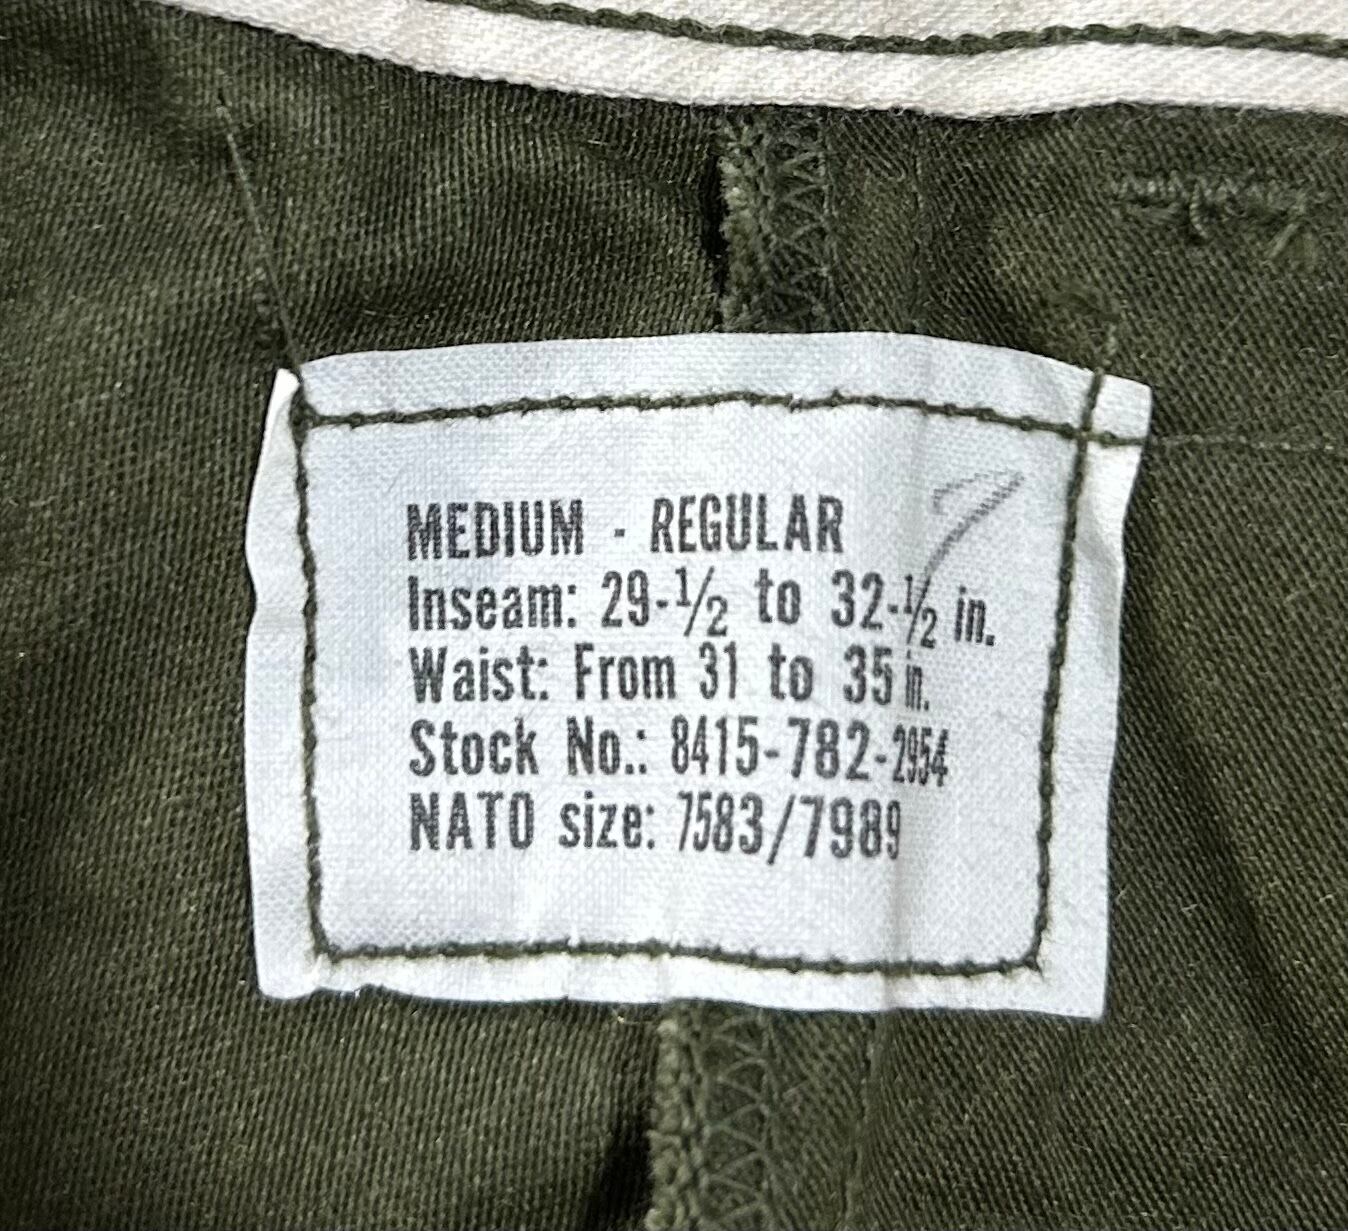 MEDIUM - REGULAR
Inseam: 29-1/2 to 32-1/2 in.
Waist: From 31 to 35 in.
Stock No.: 8415-782-2954
NATO size: 7583/7989